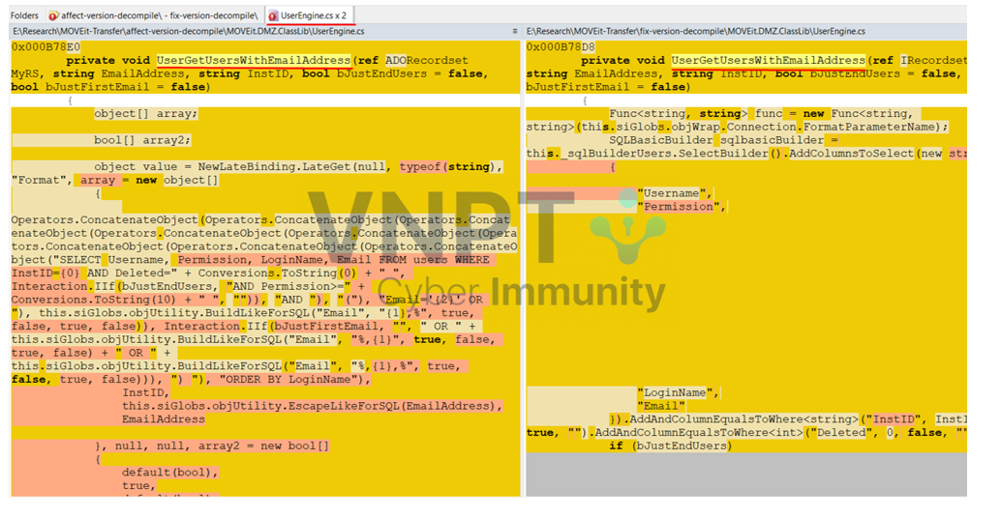 Folders
affect-version-decompile\ - fix-version-decompile\
UserEngine.cs x 2
E:\Research\MOVEit-Transfer\affect-version-decompile\MOVEit.DMZ.ClassLib\UserEngine.cs
0x000B78E0
private void UserGetUsersWithEmailAddress(ref ADORecordset
MyRS, string EmailAddress, string InstID, bool bJustEndUsers = false,
bool bJustFirstEmail = false)
{
object[] array;
bool[] array2;
object value = NewLateBinding.LateGet(null, typeof(string),
"Format", array = new object[]
{
Operators.ConcatenateObject(Operators.ConcatenateObject(Operators.Concat
enateObject(Operators.ConcatenateObject(Operators.ConcatenateObject(Opera
tors.ConcatenateObject(Operators.ConcatenateObject(Operators.ConcatenateO
bject("SELECT Username, Permission, LoginName, Email FROM users WHERE
InstID={0} AND Deleted=" + Conversions.ToString(0) + " ",
Interaction.IIf(bJustEndUsers, "AND Permission>=" +
Conversions.ToString(10) + " ", "")), "AND "), "("), "Email='{2}' OR
"), this.siGlobs.objUtility.BuildLikeForSQL("Email", "{1},%", true,
false, true, false)), Interaction.IIf(bJustFirstEmail, "", " OR " +
this.siGlobs.objUtility.BuildLikeForSQL("Email", "%,{1}", true, false,
true, false) + " OR " +
this.siGlobs.objUtility.BuildLikeForSQL("Email", "%,{1},%", true,
false, true, false))), ") "), "ORDER BY LoginName"),
InstID,
this.siGlobs.objUtility.EscapeLikeForSQL(EmailAddress),
EmailAddress
}, null, null, array2 = new bool[]
{
default(bool),
true,
E:\Research\MOVEit-Transfer\fix-version-decompile\MOVEit.DMZ.ClassLib\UserEngine.cs
0x000B78D8
private void UserGetUsersWithEmailAddress(ref IRecordset
string EmailAddress, string InstID, bool bJustEndUsers = false,
bJustFirstEmail = false)
{
Func<string, string> func = new Func<string,
string>(this.siGlobs.objWrap.Connection.FormatParameterName);
SQLBasicBuilder sqlbasicBuilder =
this._sqlBuilderUsers.SelectBuilder().AddColumnsToSelect(new str
{
"Username",
"Permission",
"LoginName",
"Email"
}).AddAndColumnEqualsToWhere<string>("InstID", InstI
true, "").AddAndColumnEqualsToWhere<int>("Deleted", 0, false, ""
if (bJustEndUsers)
VNPT
Cyber Immunity